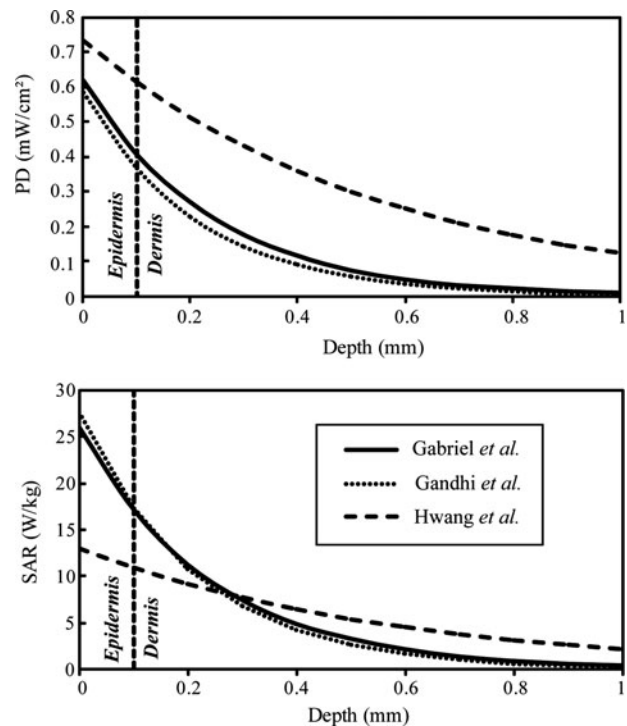 0.8
0.7
0.6
0.5
0.4
0.3
0.2
0.1
0
PD (mW/cm²)
Epidermis
Dermis
0 0.2 0.4 0.6 0.8 1
Depth (mm)
30
25
20
15
10
5
0
SAR (W/kg)
Epidermis
Dermis
Gabriel et al.
Gandhi et al.
Hwang et al.
0 0.2 0.4 0.6 0.8 1
Depth (mm)